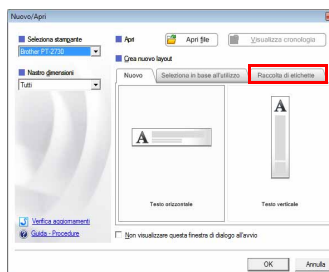 Nuovo/Apri
Seleziona stampante
Brother PT-2730
Nastro dimensioni
Tutti
Verifica aggiornamenti
Guida - Procedure
Apri
Apri file
Visualizza cronologia
Crea nuovo layout
Nuovo
Seleziona in base all'utilizzo
Raccolta di etichette
A
A
Testo orizzontale
Testo verticale
Non visualizzare questa finestra di dialogo all'avvio
OK
Annulla